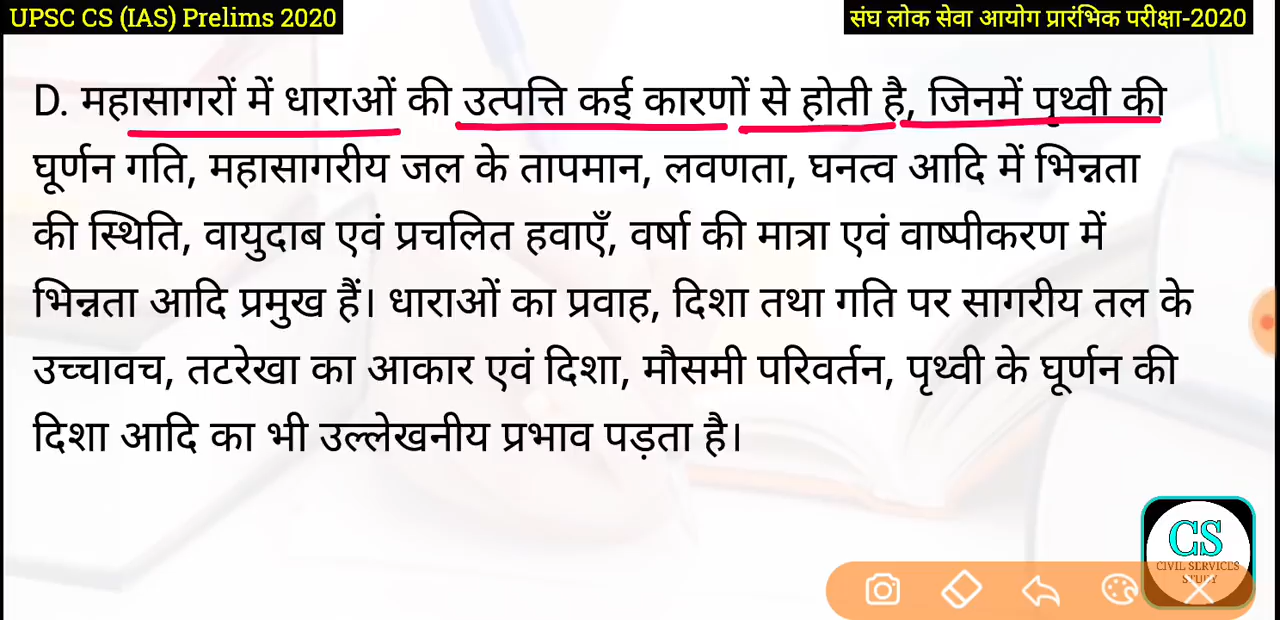 UPSC CS (IAS) Prelims 2020
संघ लोक सेवा आयोग प्रारंभिक परीक्षा-2020
D. महासागरों में धाराओं की उत्पत्ति कई कारणों से होती है, जिनमें पृथ्वी की
घूर्णन गति, महासागरीय जल के तापमान, लवणता, घनत्व आदि में भिन्नता
की स्थिति, वायुदाब एवं प्रचलित हवाएँ, वर्षा की मात्रा एवं वाष्पीकरण में
भिन्नता आदि प्रमुख हैं। धाराओं का प्रवाह, दिशा तथा गति पर सागरीय तल के
उच्चावच, तटरेखा का आकार एवं दिशा, मौसमी परिवर्तन, पृथ्वी के घूर्णन की
दिशा आदि का भी उल्लेखनीय प्रभाव पड़ता है।
CS
CIVIL SERVICES
STUDY